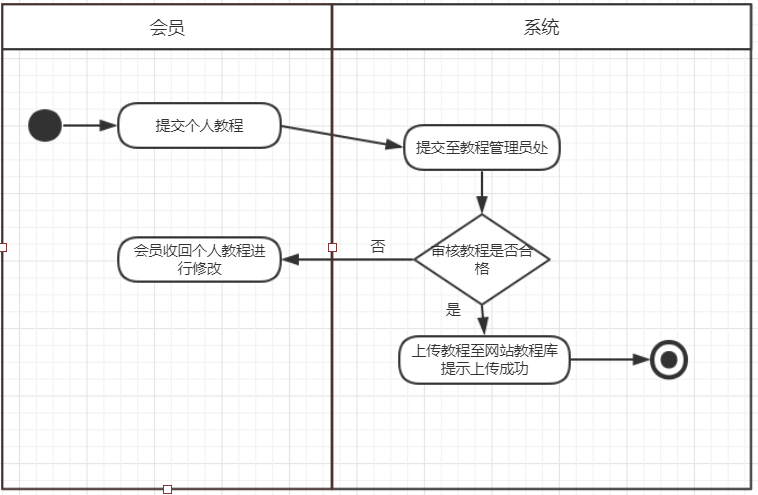 会员
系统
提交个人教程
提交至教程管理员处
会员收回个人教程进
行修改
否
审核教程是否合
格
是
上传教程至网站教程库
提示上传成功